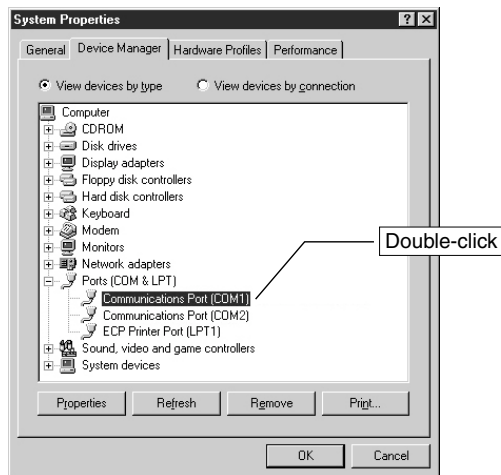 System Properties
General Device Manager Hardware Profiles Performance
View devices by type View devices by connection
Computer
CDROM
Disk drives
Display adapters
Floppy disk controllers
Hard disk controllers
Keyboard
Modem
Monitors
Network adapters
Ports (COM & LPT)
Communications Port (COM1)
Double-click
Communications Port (COM2)
ECP Printer Port (LPT1)
Sound, video and game controllers
System devices
Properties Refresh Remove Print...
OK Cancel